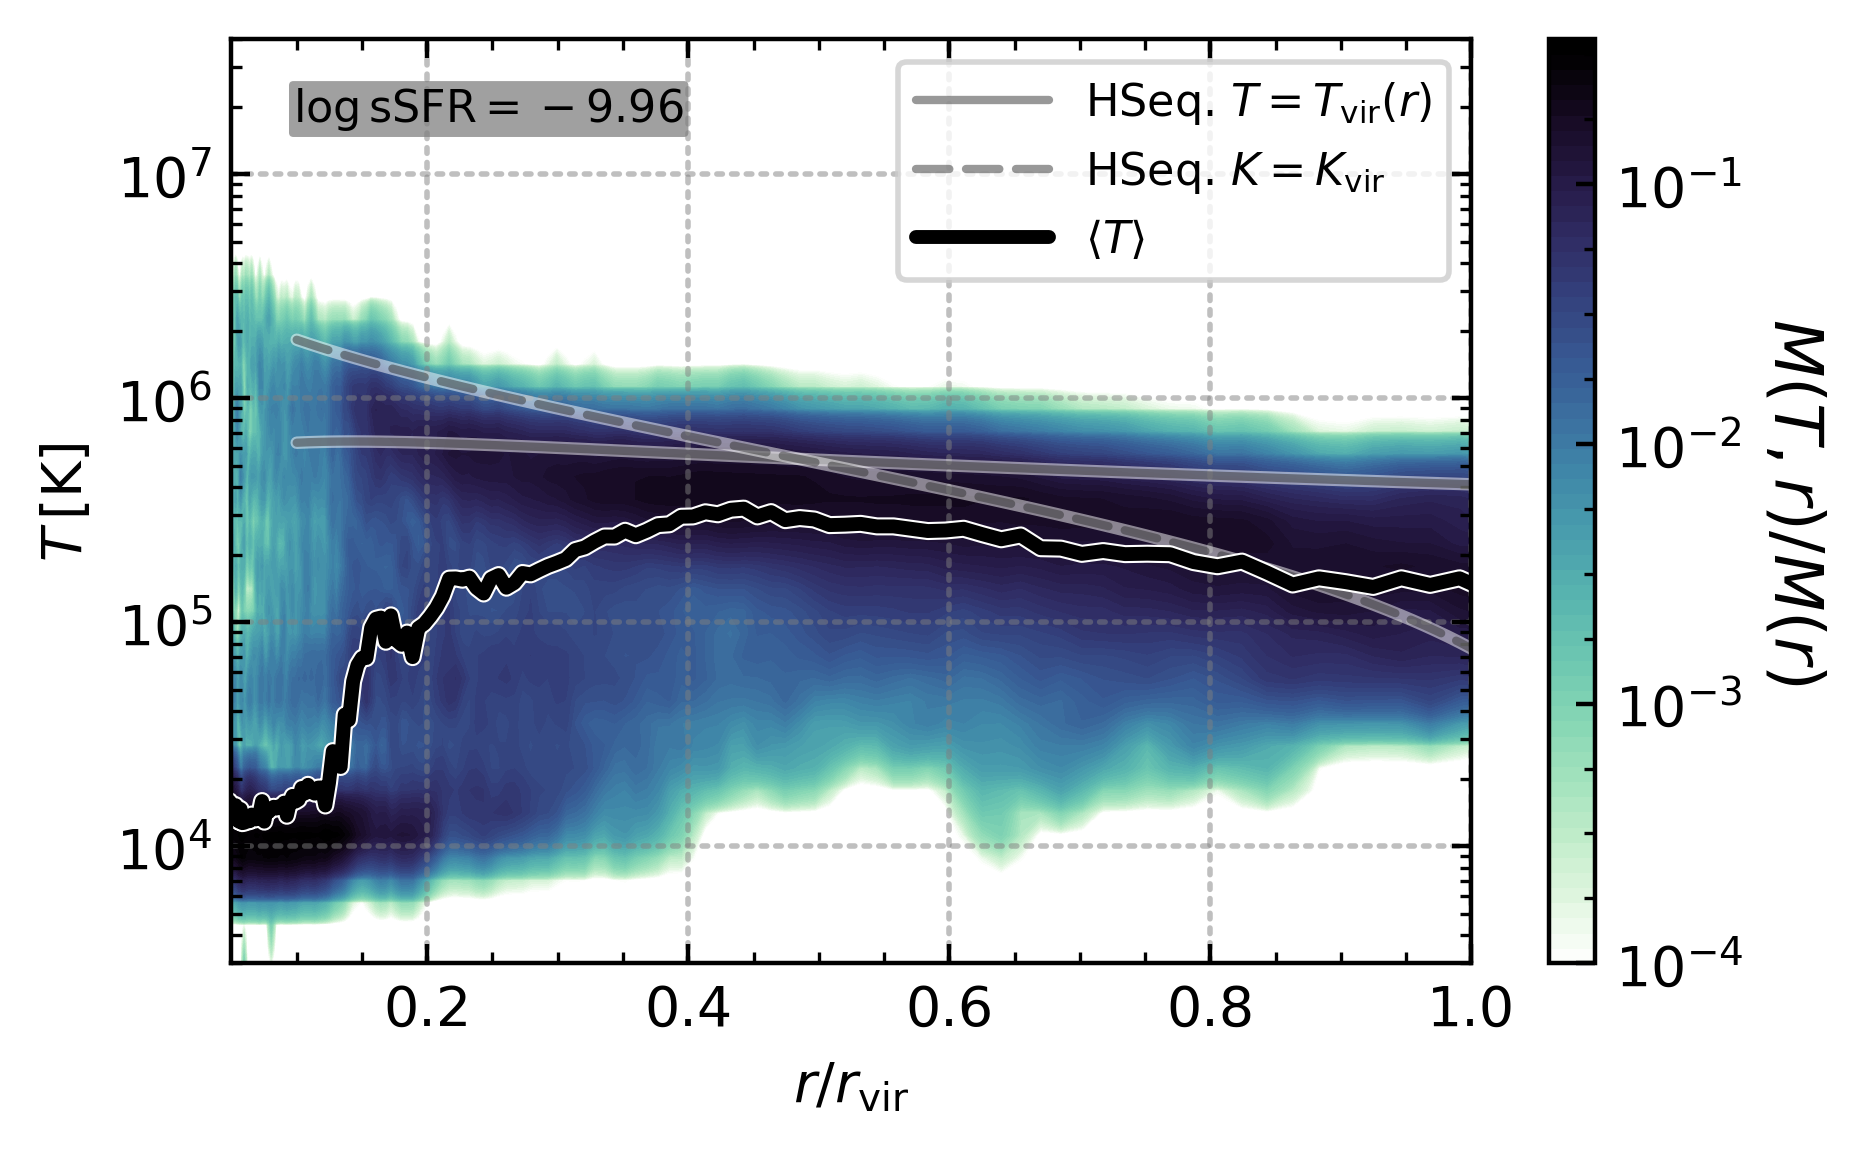 log sSFR = −9.96
HSeq. T = T_vir(r)
HSeq. K = K_vir
⟨T⟩
10^7
10^6
10^5
10^4
T [K]
0.2 0.4 0.6 0.8 1.0
r/r_vir
10^−1
10^−2
10^−3
10^−4
M(T, r)/M(r)